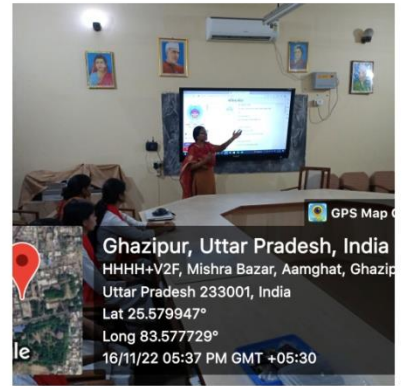 GPS Map C
Ghazipur, Uttar Pradesh, India
HHHH+V2F, Mishra Bazar, Aamghat, Ghazip
Uttar Pradesh 233001, India
Lat 25.579947°
Long 83.577729°
16/11/22 05:37 PM GMT +05:30
le